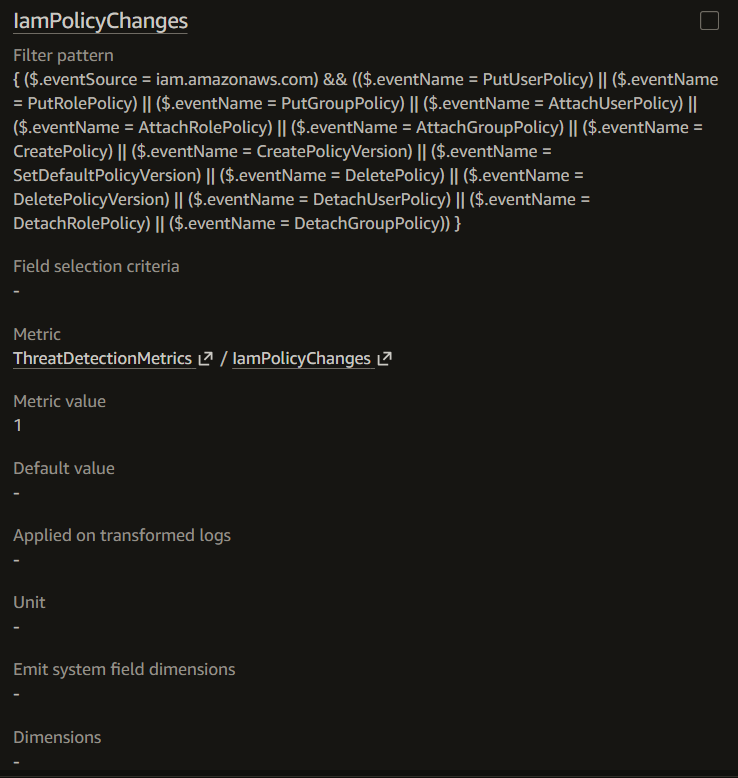 IamPolicyChanges
Filter pattern
{ ($.eventSource = iam.amazonaws.com) && (($.eventName = PutUserPolicy) || ($.eventName
= PutRolePolicy) || ($.eventName = PutGroupPolicy) || ($.eventName = AttachUserPolicy) ||
($.eventName = AttachRolePolicy) || ($.eventName = AttachGroupPolicy) || ($.eventName =
CreatePolicy) || ($.eventName = CreatePolicyVersion) || ($.eventName =
SetDefaultPolicyVersion) || ($.eventName = DeletePolicy) || ($.eventName =
DeletePolicyVersion) || ($.eventName = DetachUserPolicy) || ($.eventName =
DetachRolePolicy) || ($.eventName = DetachGroupPolicy)) }
Field selection criteria
-
Metric
ThreatDetectionMetrics / IamPolicyChanges
Metric value
1
Default value
-
Applied on transformed logs
-
Unit
-
Emit system field dimensions
-
Dimensions
-